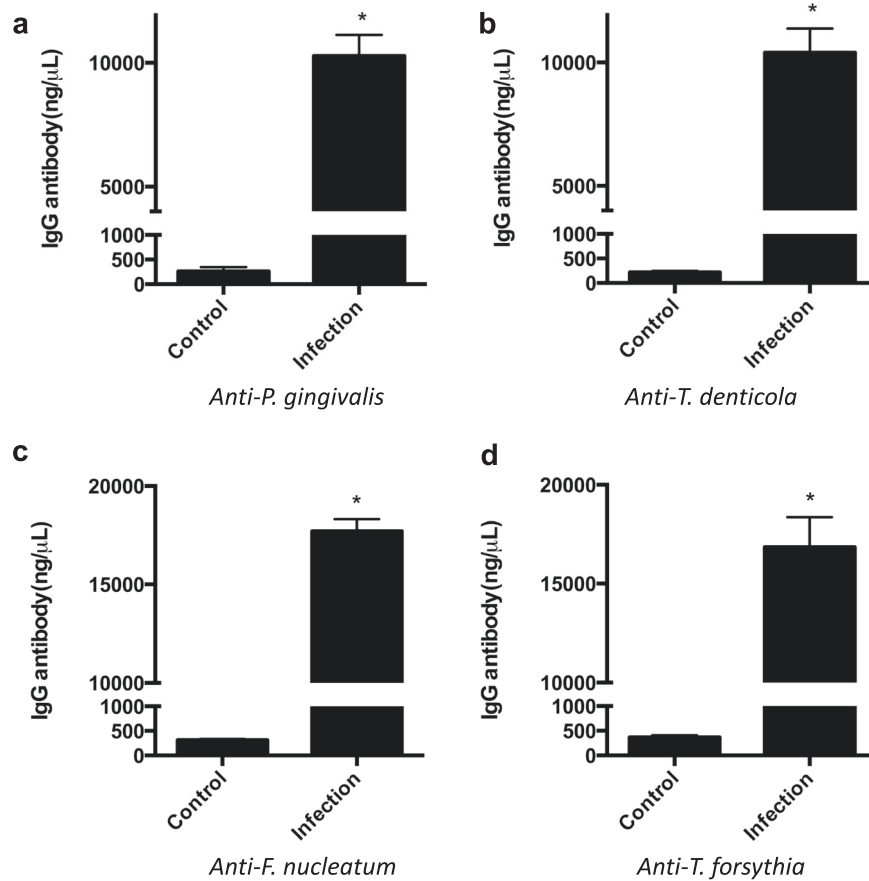 a
IgG antibody(ng/μL)
10000
5000
1000
500
0
*
Control
Infection
Anti-P. gingivalis
b
IgG antibody(ng/μL)
10000
5000
1000
500
0
*
Control
Infection
Anti-T. denticola
c
IgG antibody(ng/μL)
20000
15000
10000
1000
500
0
*
Control
Infection
Anti-F. nucleatum
d
IgG antibody(ng/μL)
20000
15000
10000
1000
500
0
*
Control
Infection
Anti-T. forsythia